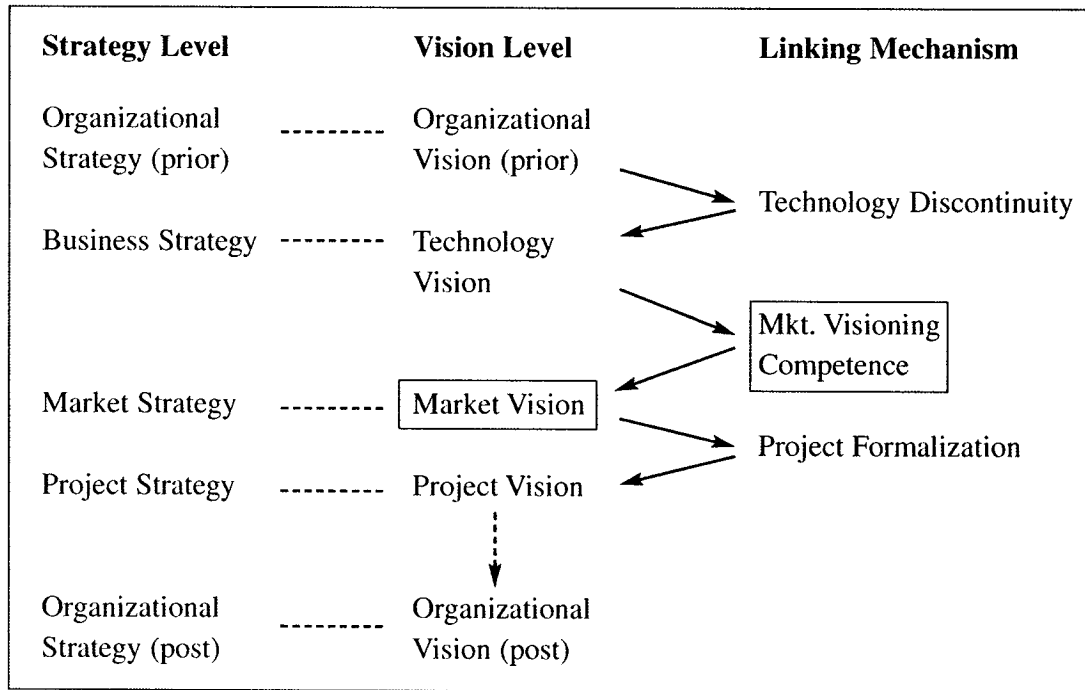 Strategy Level
Vision Level
Linking Mechanism
Organizational
Strategy (prior)
Organizational
Vision (prior)
Technology Discontinuity
Business Strategy
Technology
Vision
Mkt. Visioning
Competence
Market Strategy
Market Vision
Project Formalization
Project Strategy
Project Vision
Organizational
Strategy (post)
Organizational
Vision (post)